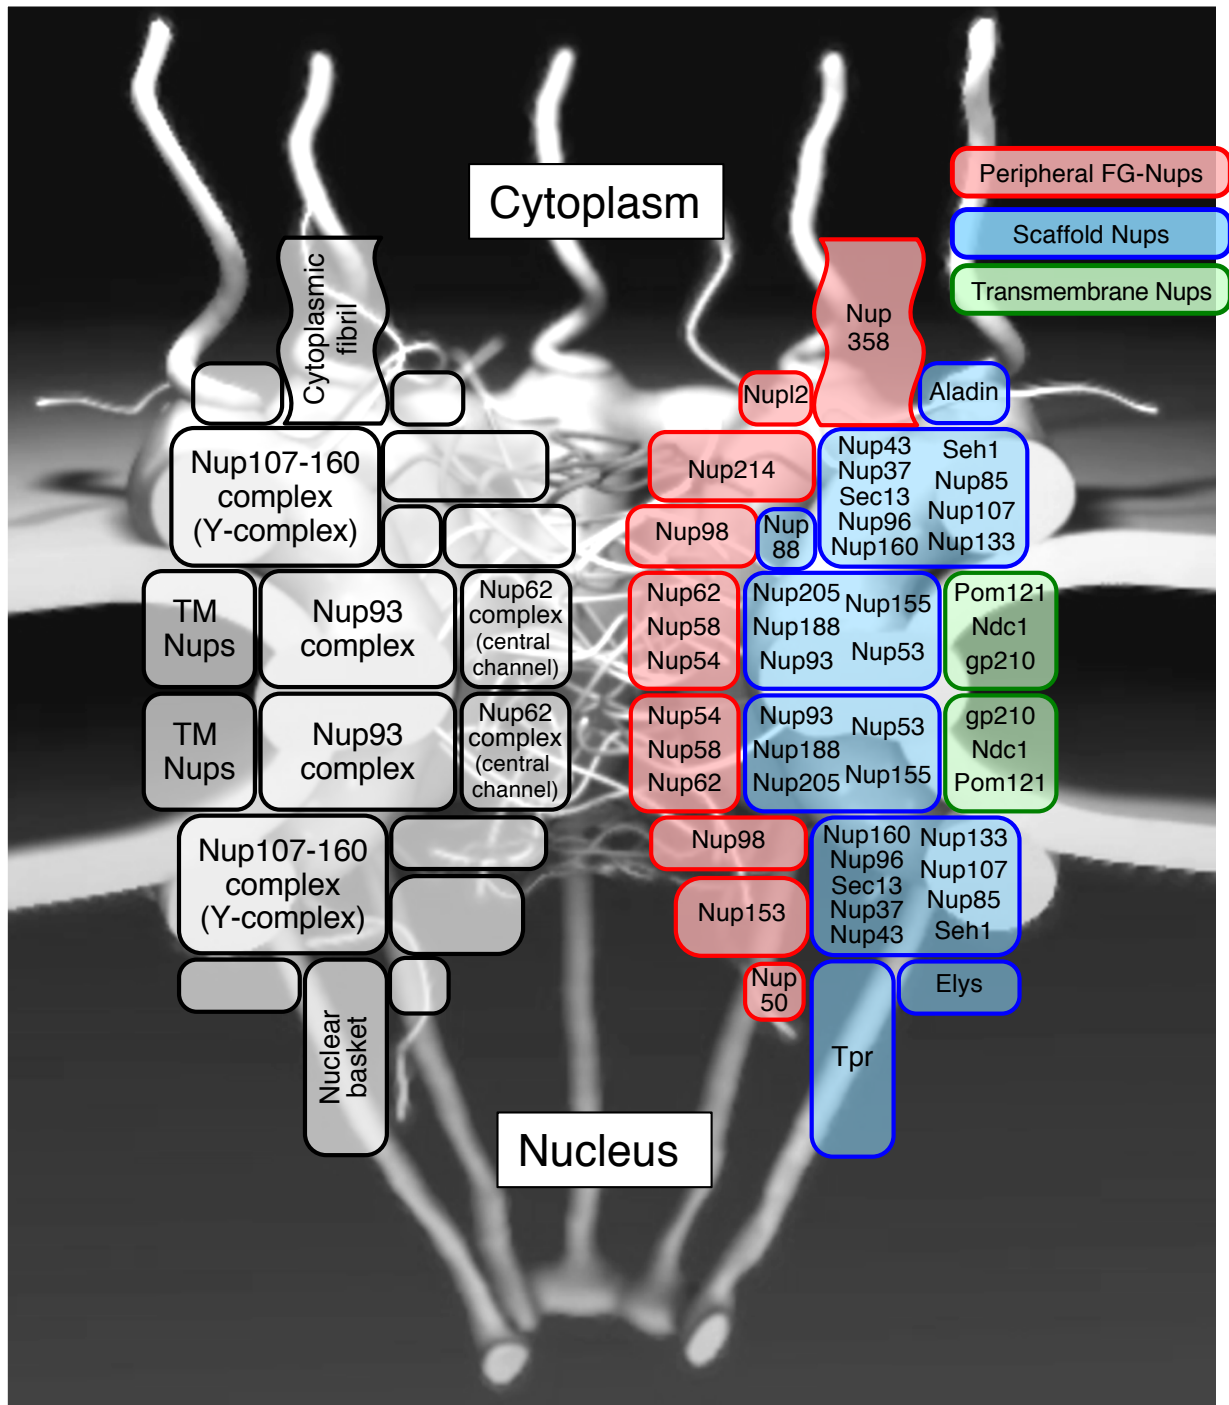 Cytoplasm
Peripheral FG-Nups
Scaffold Nups
Transmembrane Nups
Cytoplasmic
fibril
Nup107-160
complex
(Y-complex)
TM
Nups
Nup93
complex
Nup62
complex
(central
channel)
TM
Nups
Nup93
complex
Nup62
complex
(central
channel)
Nup107-160
complex
(Y-complex)
Nuclear
basket
Nup
358
Nupl2
Aladin
Nup214
Nup43
Nup37
Sec13
Nup96
Nup160
Seh1
Nup85
Nup107
Nup133
Nup98
Nup
88
Nup62
Nup58
Nup54
Nup205
Nup188
Nup93
Nup155
Nup53
Pom121
Ndc1
gp210
Nup54
Nup58
Nup62
Nup93
Nup188
Nup205
Nup53
Nup155
gp210
Ndc1
Pom121
Nup98
Nup160
Nup96
Sec13
Nup37
Nup43
Nup133
Nup107
Nup85
Seh1
Nup153
Nup
50
Tpr
Elys
Nucleus